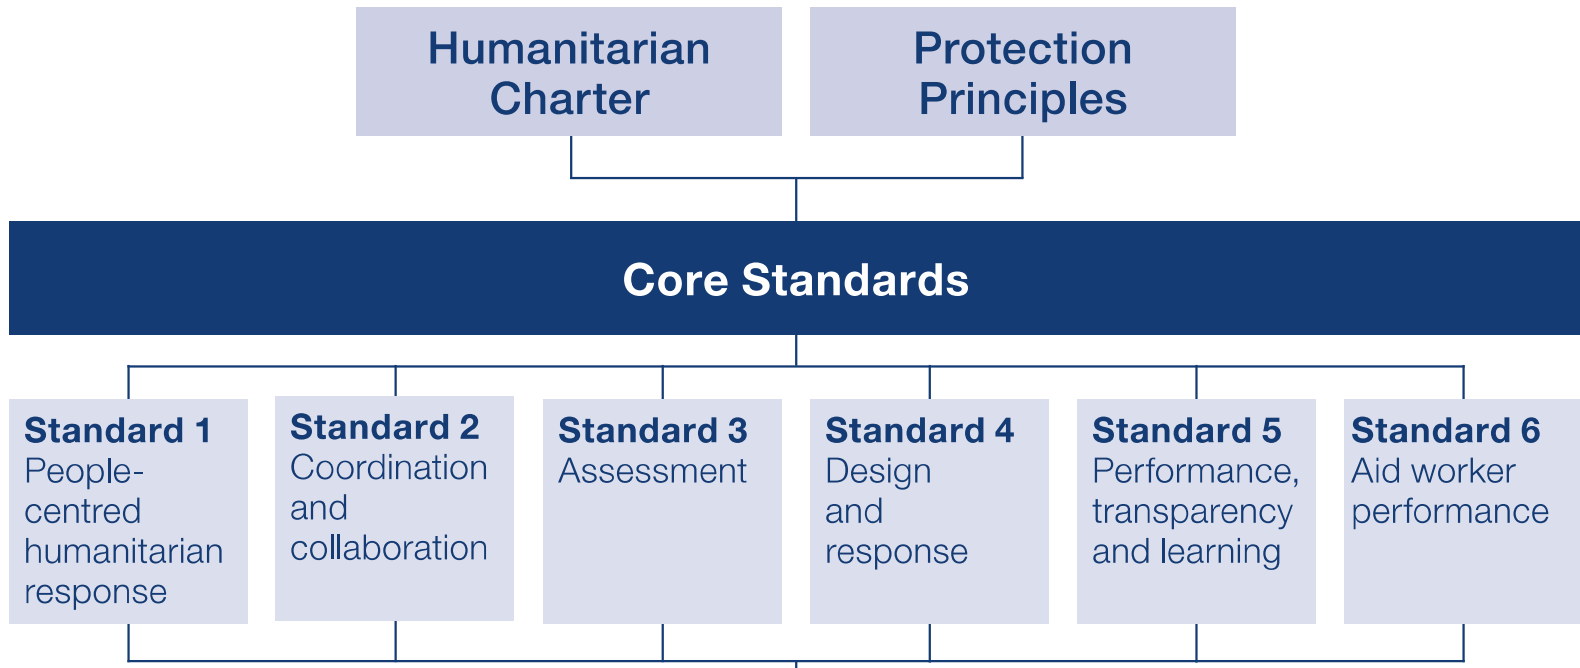 Humanitarian
Charter
Protection
Principles
Core Standards
Standard 1
People-
centred
humanitarian
response
Standard 2
Coordination
and
collaboration
Standard 3
Assessment
Standard 4
Design
and
response
Standard 5
Performance,
transparency
and learning
Standard 6
Aid worker
performance